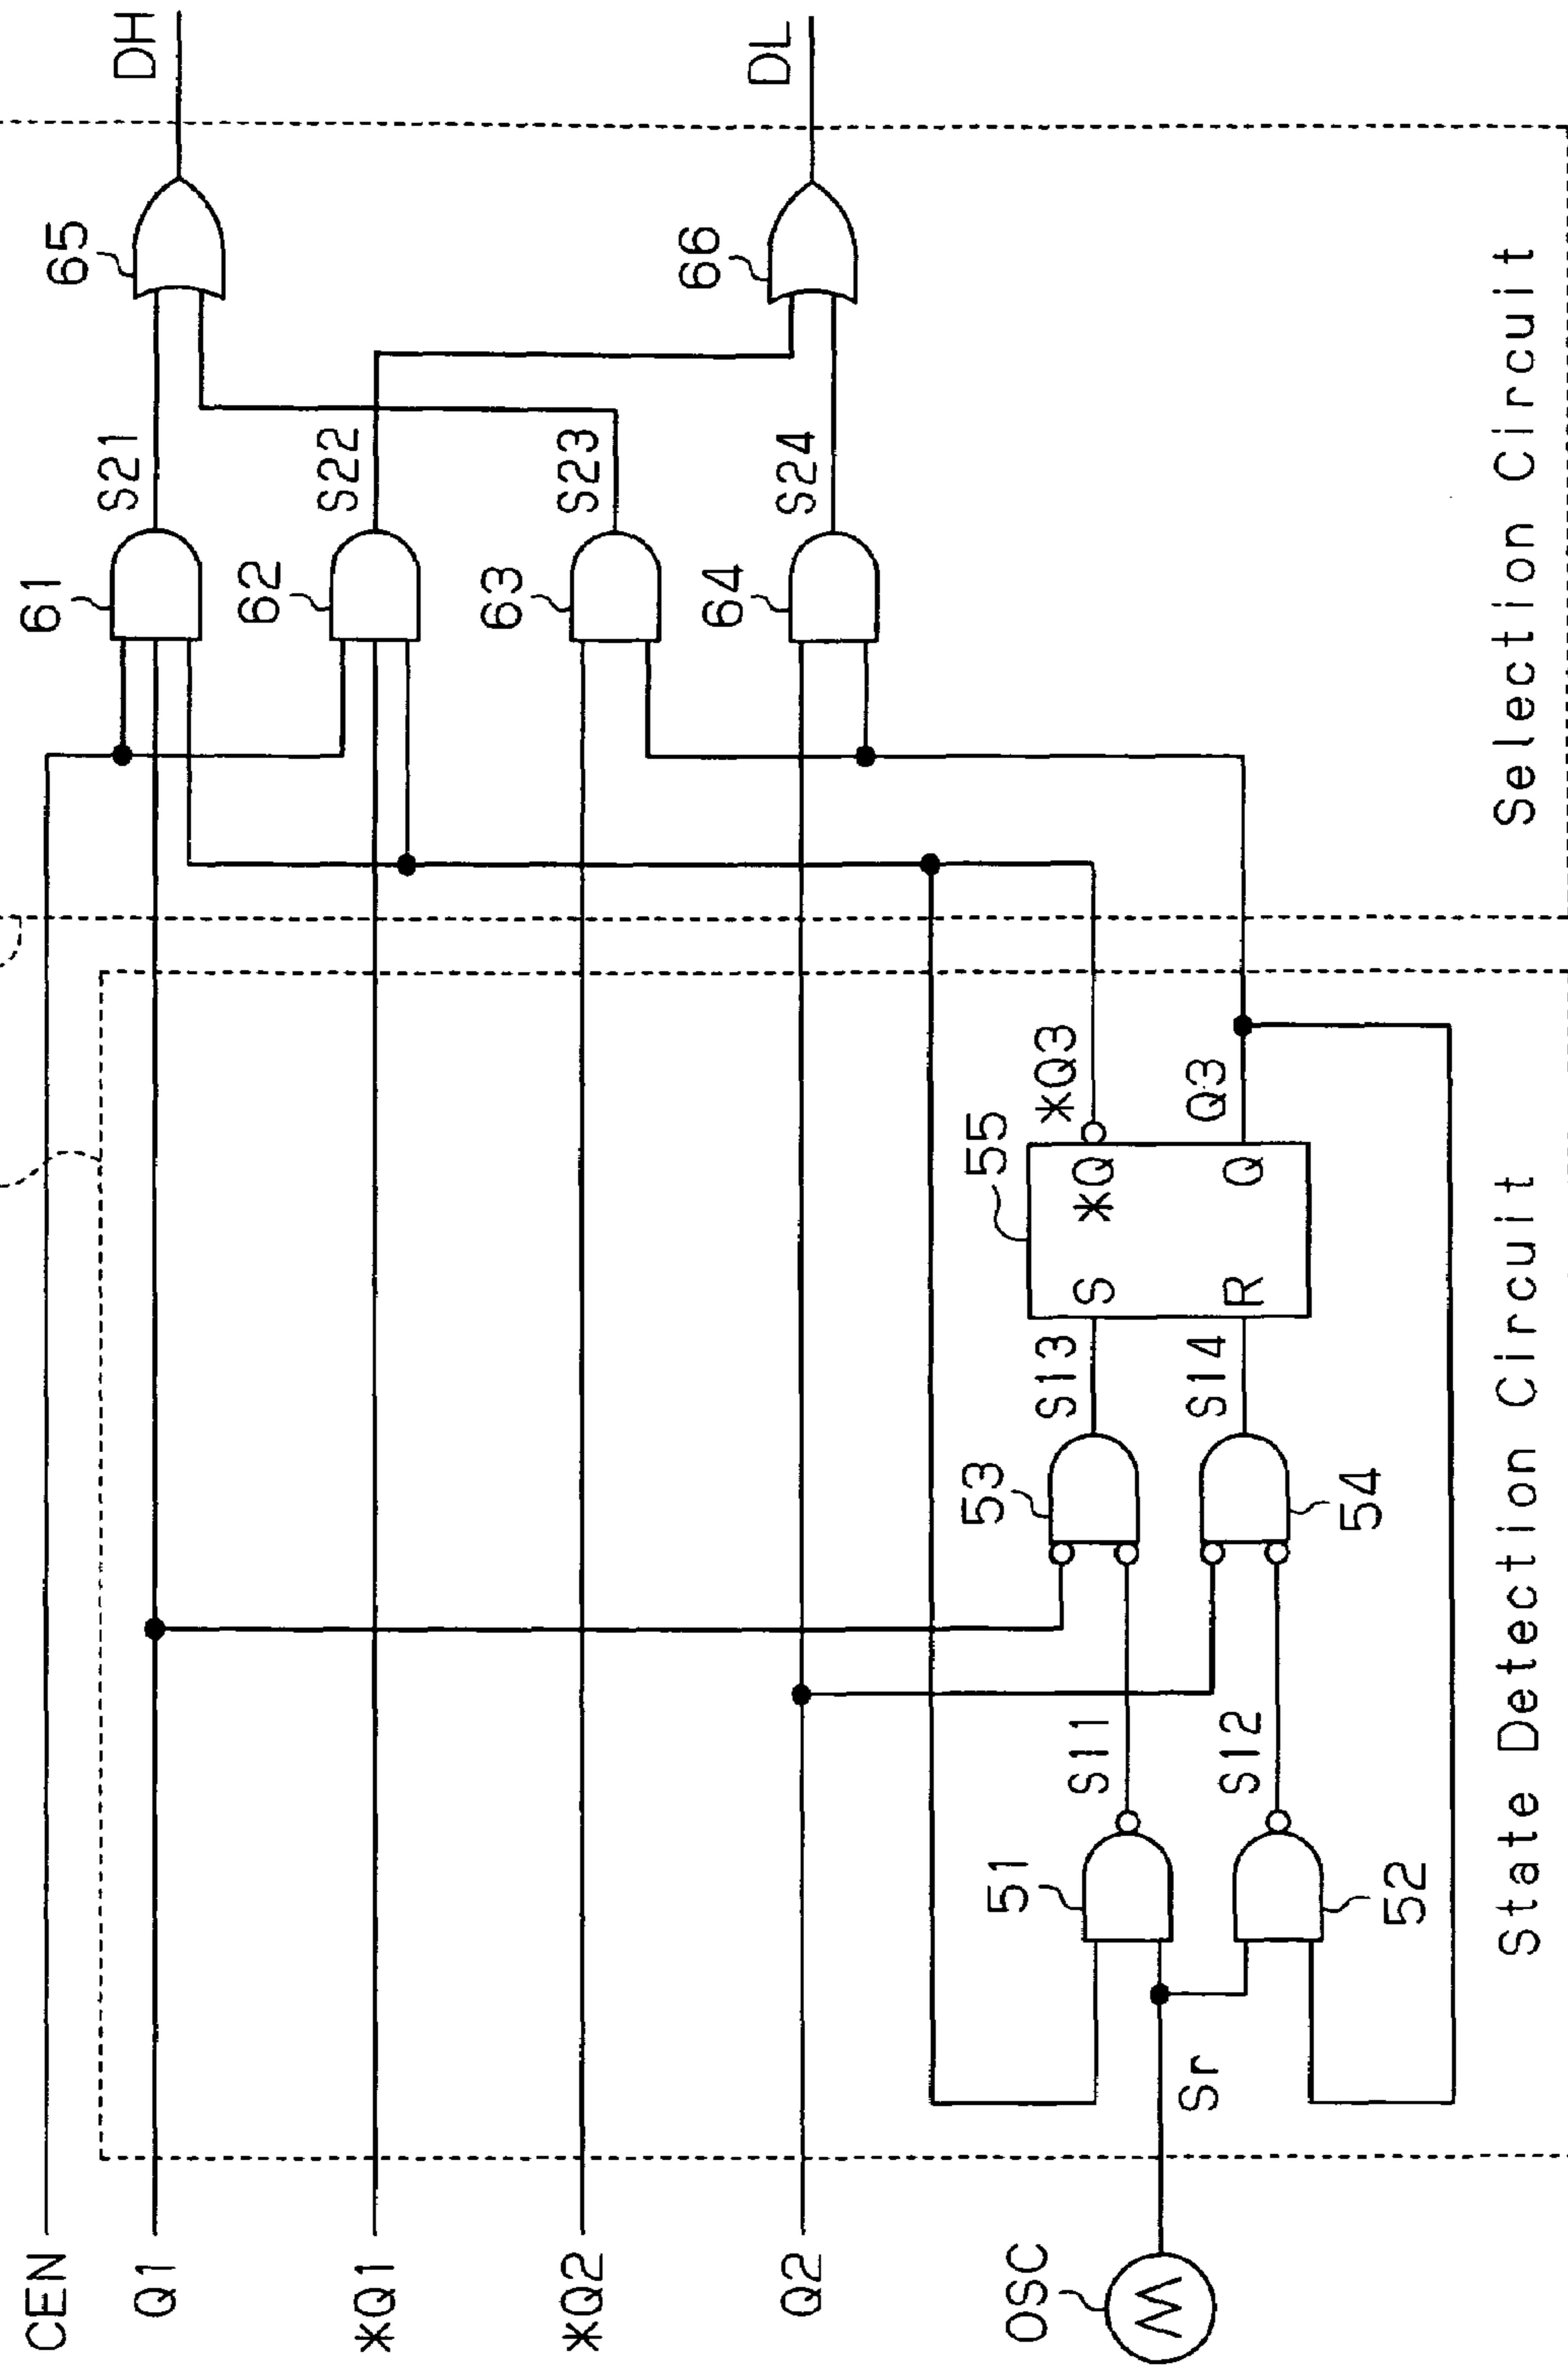 CEN
Q1
*Q1
*Q2
Q2
OSC
Sr
51
52
S11
S12
53
54
S13
S14
55
S
R
*Q
Q
*Q3
Q3
State Detection Circuit
61
62
63
64
S21
S22
S23
S24
65
66
DH
DL
Selection Circuit